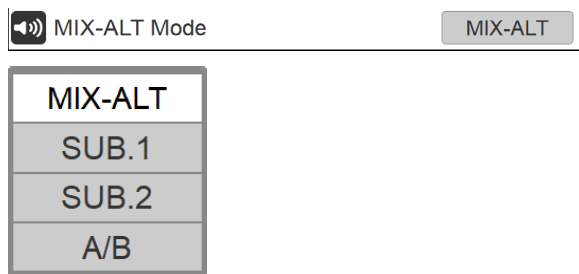 MIX-ALT Mode MIX-ALT
MIX-ALT
SUB.1
SUB.2
A/B